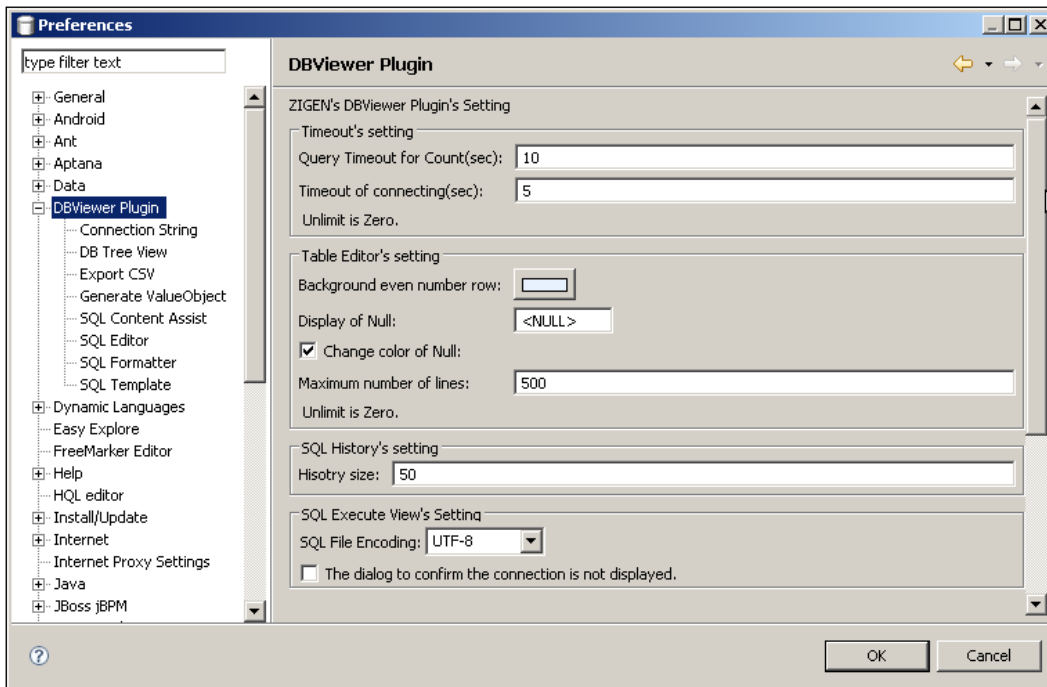 Preferences
type filter text
General
Android
Ant
Aptana
Data
DBViewer Plugin
Connection String
DB Tree View
Export CSV
Generate ValueObject
SQL Content Assist
SQL Editor
SQL Formatter
SQL Template
Dynamic Languages
Easy Explore
FreeMarker Editor
Help
HQL editor
Install/Update
Internet
Internet Proxy Settings
Java
JBoss jBPM
DBViewer Plugin
ZIGEN's DBViewer Plugin's Setting
Timeout's setting
Query Timeout for Count(sec): 10
Timeout of connecting(sec): 5
Unlimit is Zero.
Table Editor's setting
Background even number row:
Display of Null: <NULL>
Change color of Null:
Maximum number of lines: 500
Unlimit is Zero.
SQL History's setting
Hisotry size: 50
SQL Execute View's Setting
SQL File Encoding: UTF-8
The dialog to confirm the connection is not displayed.
OK Cancel